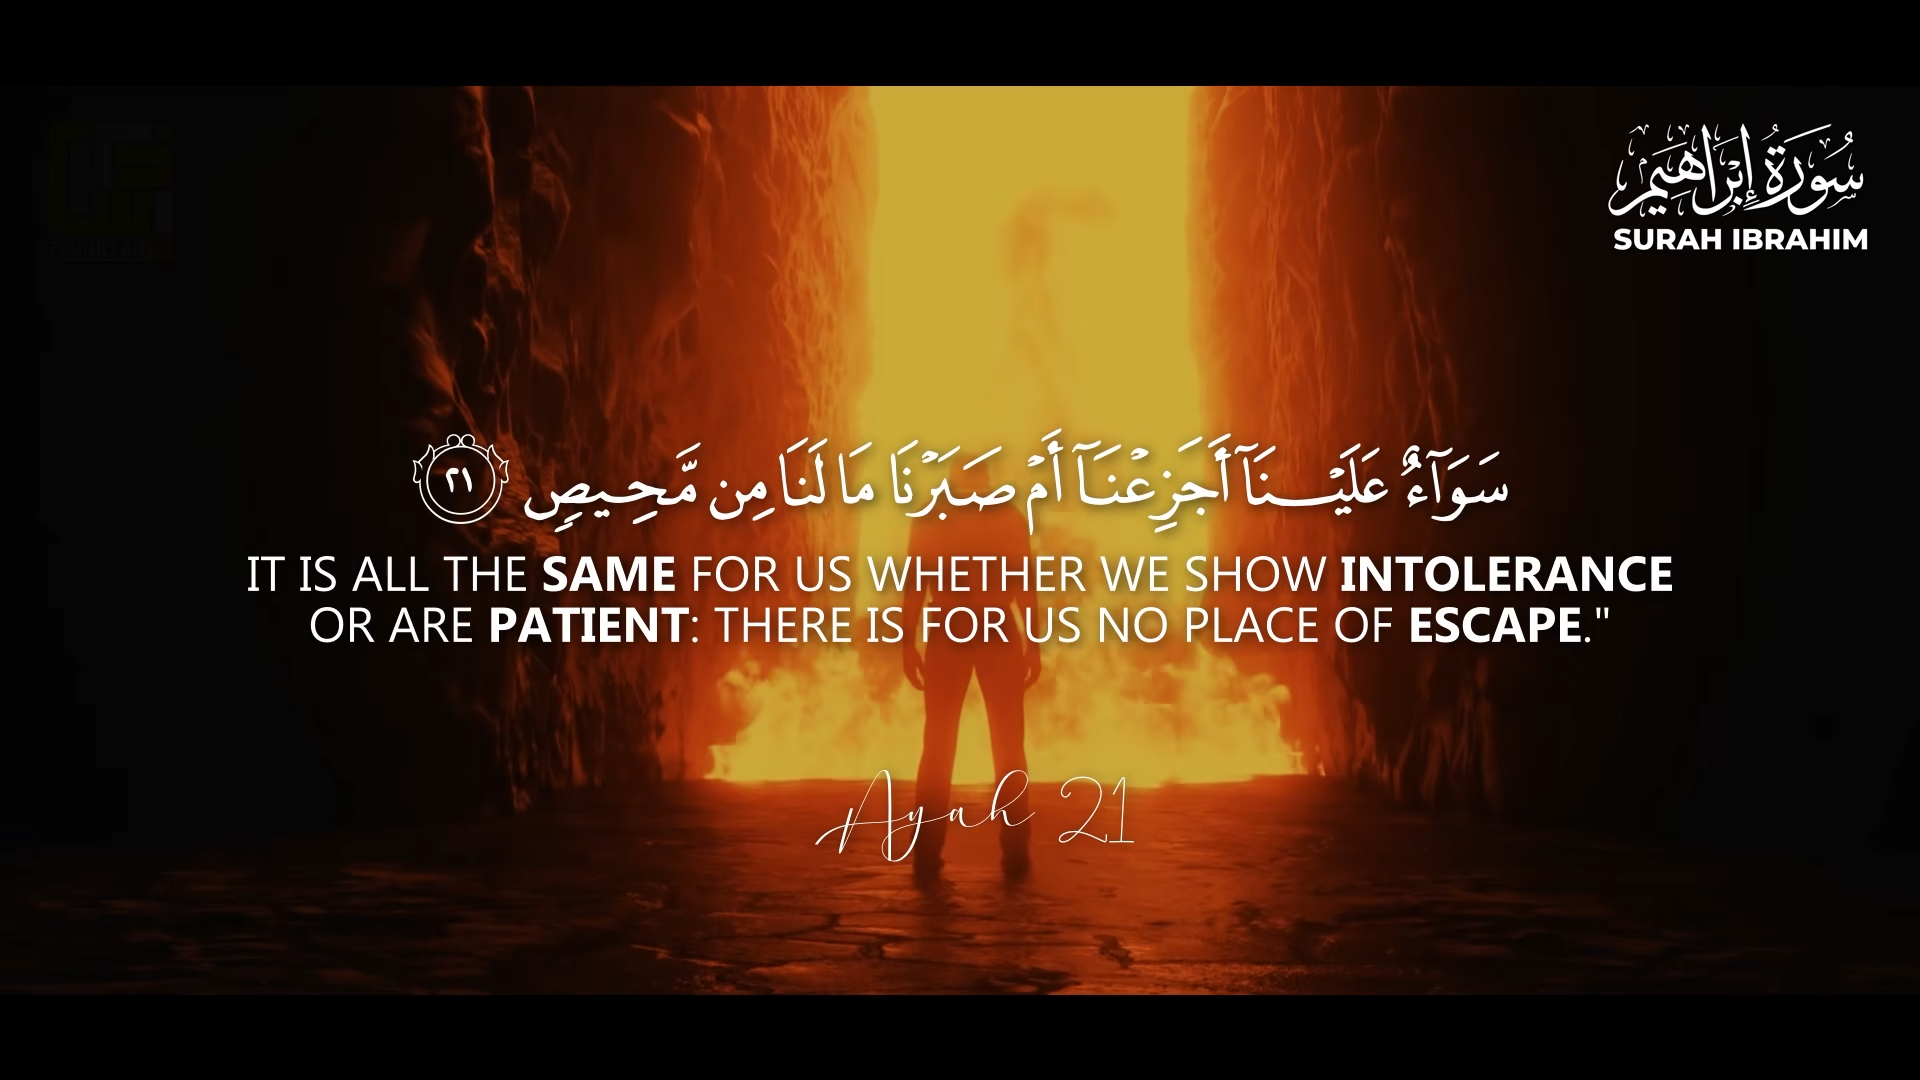 سُورَةُ إِبْرَاهِيم
SURAH IBRAHIM
سَوَآءٌ عَلَيْنَآ أَجَزِعْنَآ أَمْ صَبَرْنَا مَا لَنَا مِن مَّحِيصٍ ٢١
IT IS ALL THE SAME FOR US WHETHER WE SHOW INTOLERANCE
OR ARE PATIENT: THERE IS FOR US NO PLACE OF ESCAPE."
Ayah 21